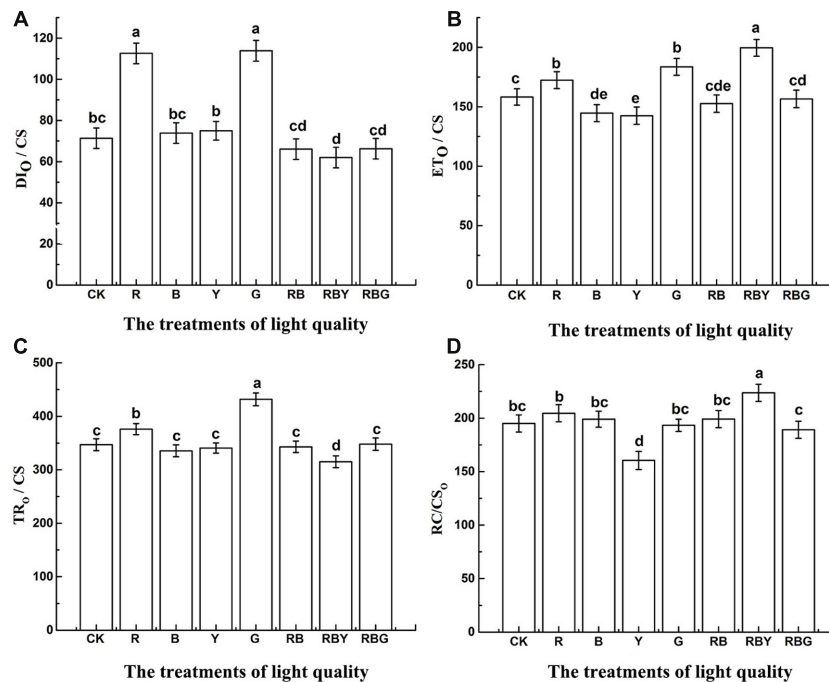 A
DIO / CS
120
100
80
60
40
20
0
a
a
bc
bc
b
cd
d
cd
CK R B Y G RB RBY RBG
The treatments of light quality
B
ETO / CS
200
150
100
50
0
c
b
de
e
b
cde
a
cd
CK R B Y G RB RBY RBG
The treatments of light quality
C
TRO / CS
500
400
300
200
100
0
c
b
c
c
a
c
d
c
CK R B Y G RB RBY RBG
The treatments of light quality
D
RC/CSO
250
200
150
100
50
0
bc
b
bc
d
bc
bc
a
c
CK R B Y G RB RBY RBG
The treatments of light quality